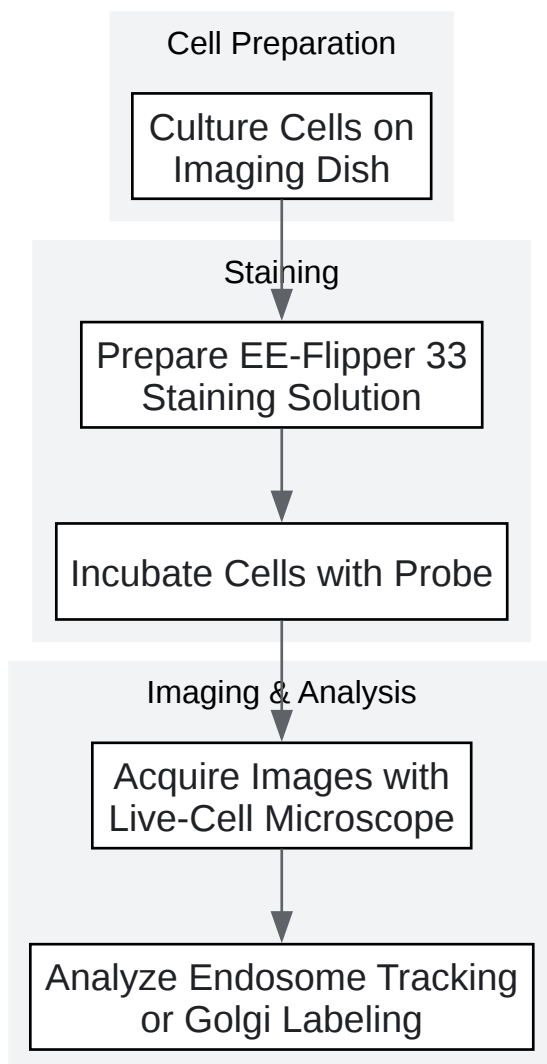 Cell Preparation
Culture Cells on
Imaging Dish
Staining
Prepare EE-Flipper 33
Staining Solution
Incubate Cells with Probe
Imaging & Analysis
Acquire Images with
Live-Cell Microscope
Analyze Endosome Tracking
or Golgi Labeling